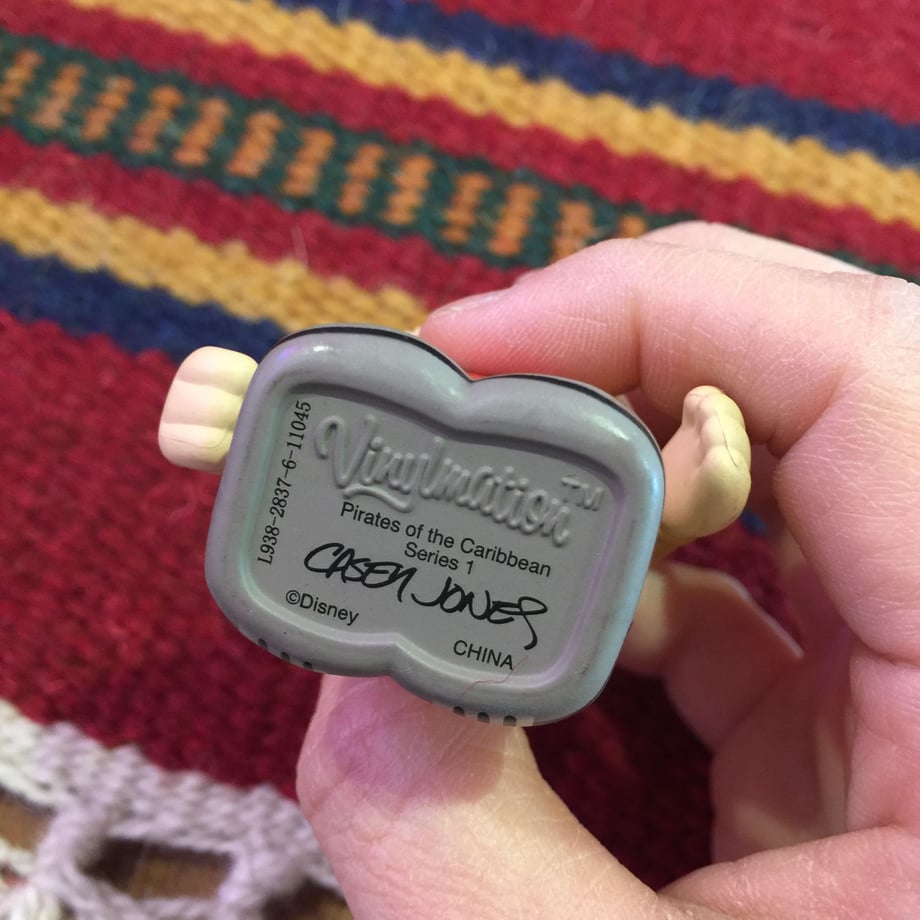 Vinylmation™
Pirates of the Caribbean
Series 1
CASEY JONES
©Disney
CHINA
L938-2837-6-11045